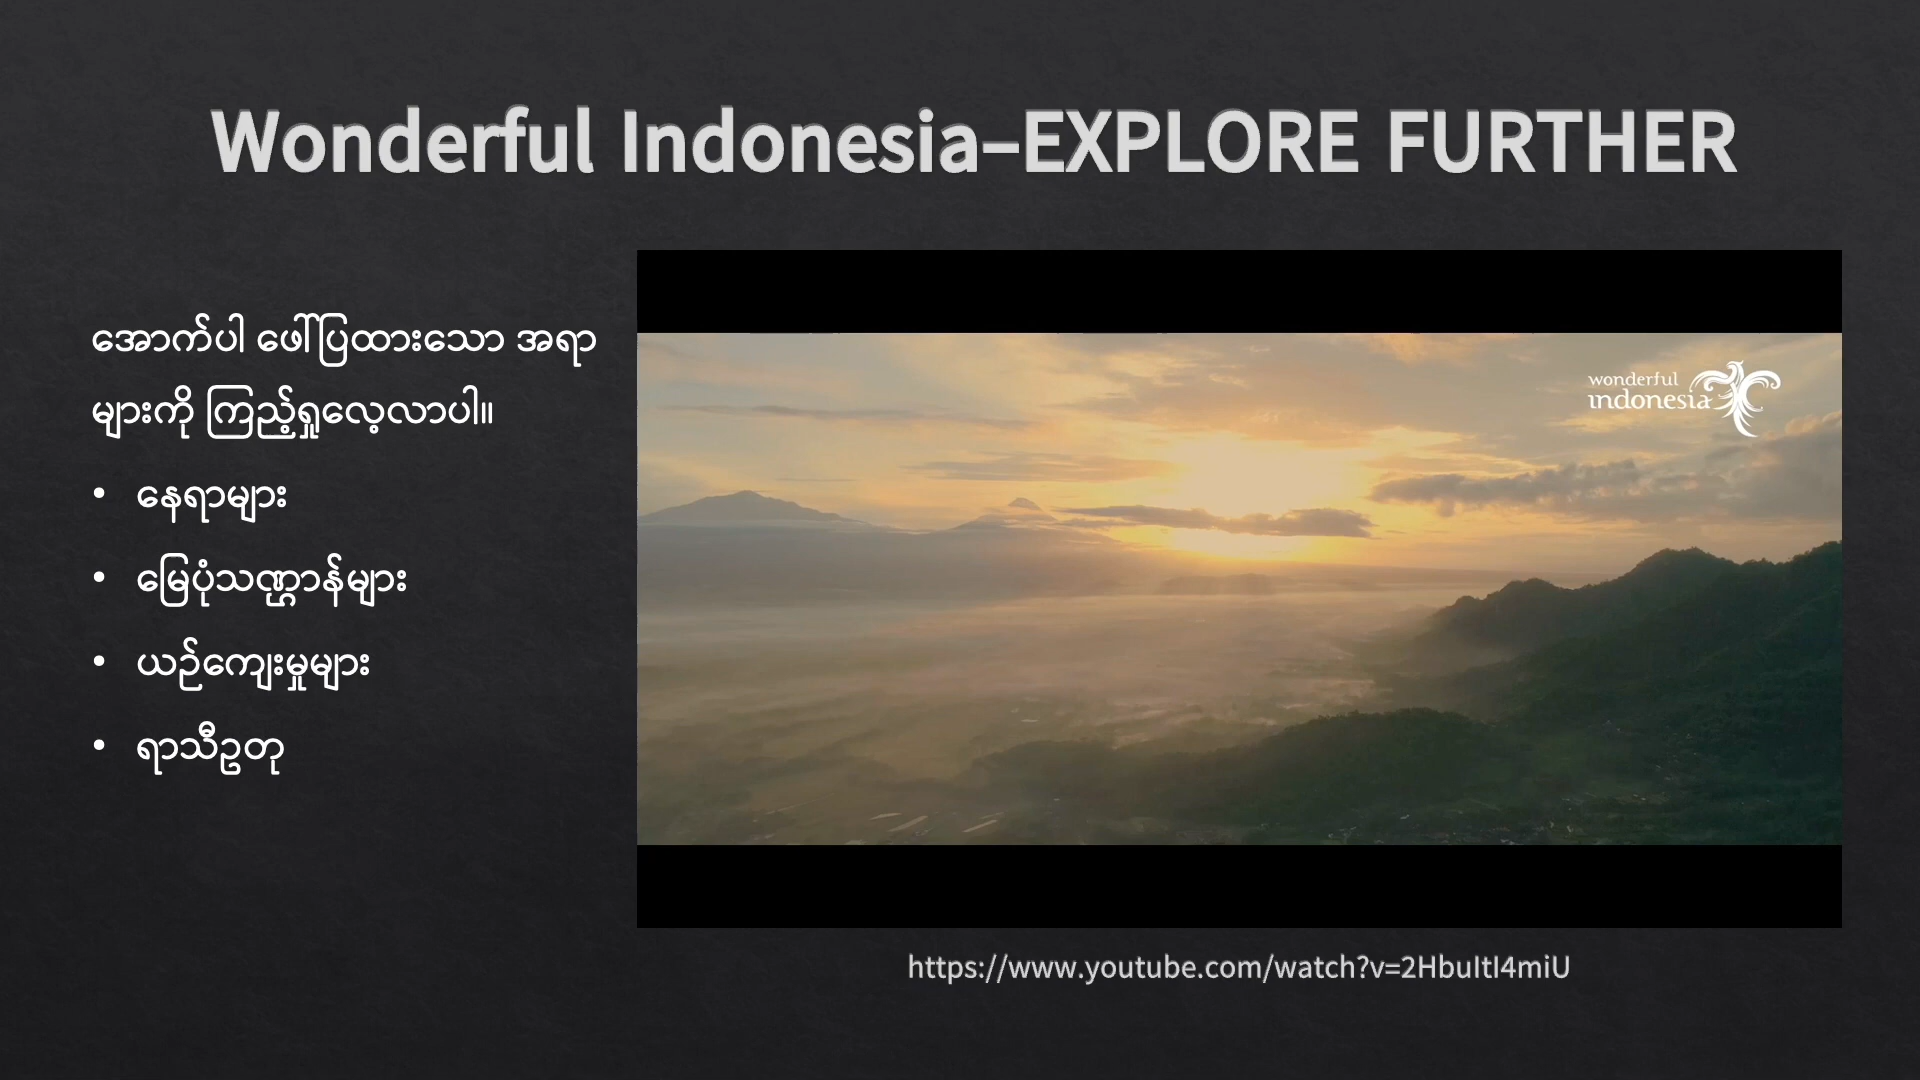 Wonderful Indonesia–EXPLORE FURTHER
အောက်ပါ ဖေါ်ပြထားသော အရာ
များကို ကြည့်ရှုလေ့လာပါ။
• နေရာများ
• မြေပုံသဏ္ဌာန်များ
• ယဉ်ကျေးမှုများ
• ရာသီဥတု
wonderful
indonesia
https://www.youtube.com/watch?v=2HbuItI4miU